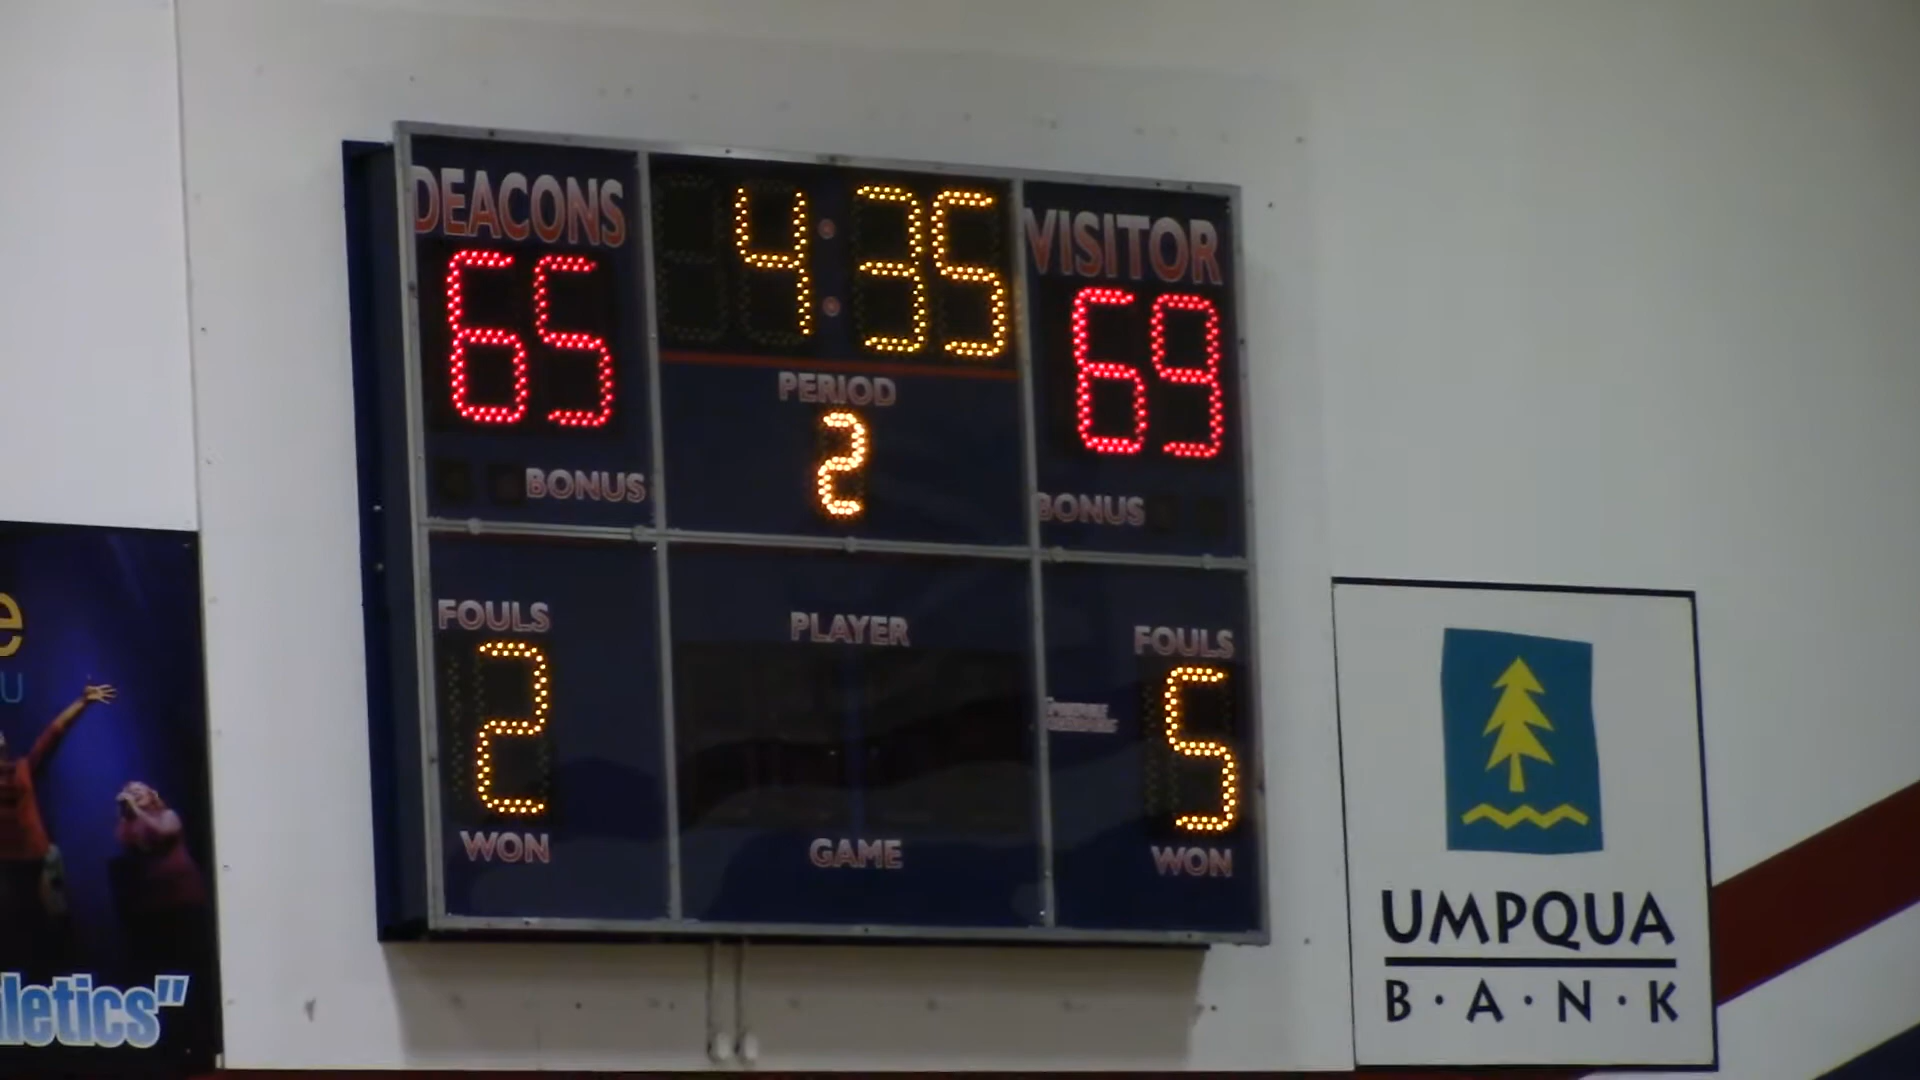 DEACONS
4:35
VISITOR
65
69
PERIOD
2
BONUS
BONUS
FOULS
PLAYER
FOULS
2
5
WON
GAME
WON
e
U
letics"
UMPQUA
B·A·N·K